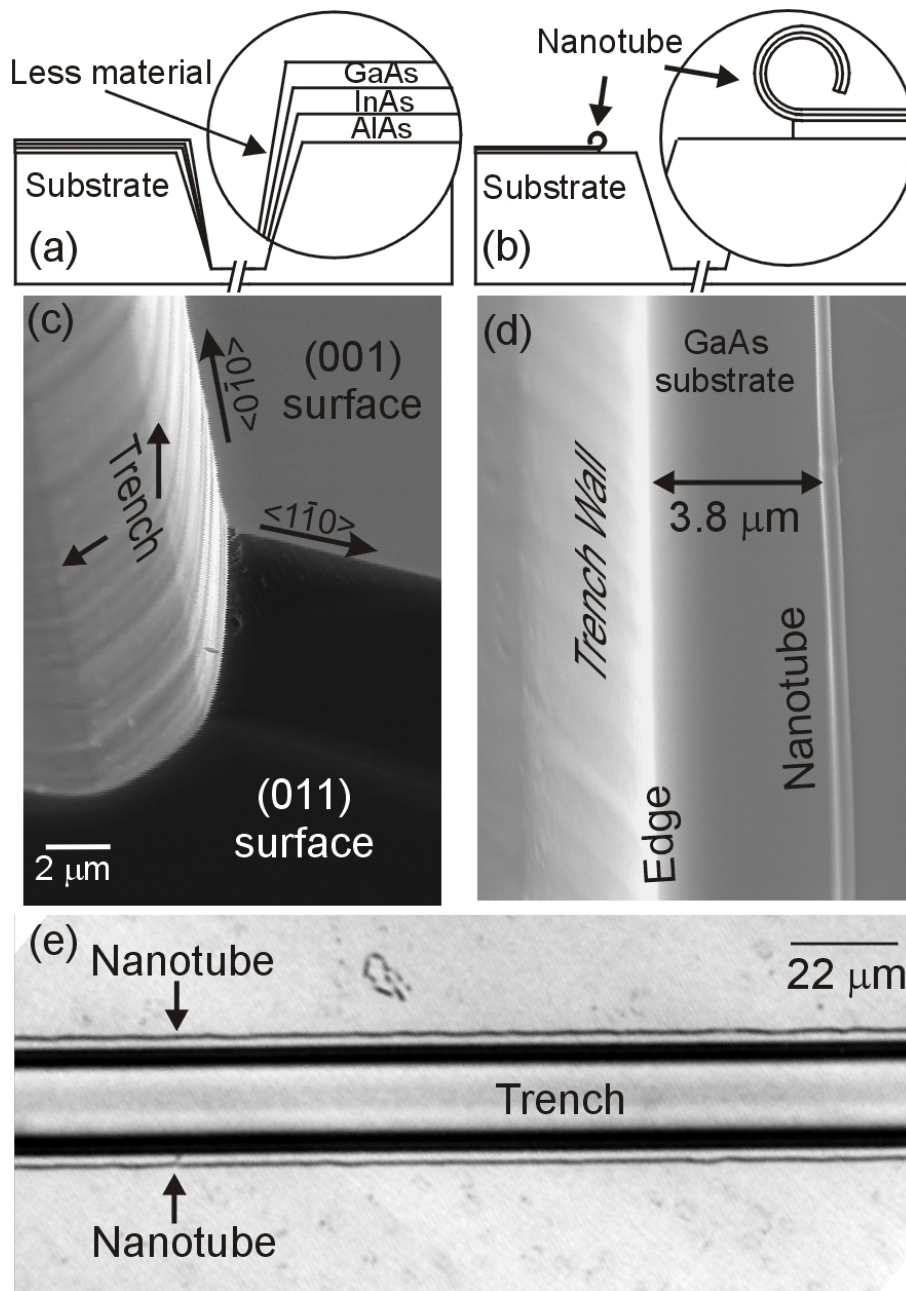 Less material
GaAs
InAs
AlAs
Substrate
(a)
Nanotube
Substrate
(b)
(c)
<01̄0>
(001)
surface
Trench
<11̄0>
(011)
surface
2 μm
(d)
GaAs
substrate
Trench Wall
3.8 μm
Nanotube
Edge
(e)
Nanotube
22 μm
Trench
Nanotube